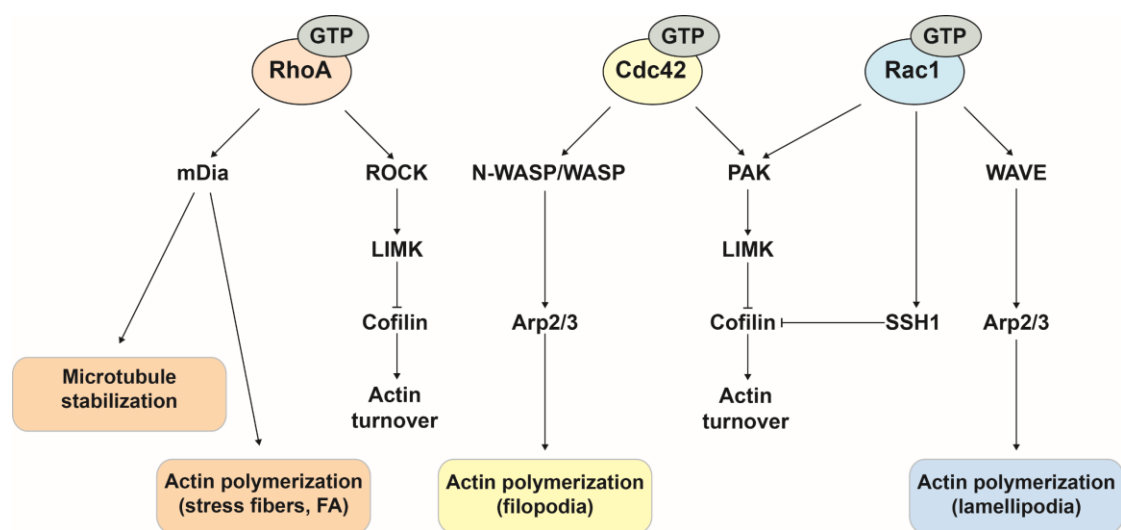 GTP
RhoA
GTP
Cdc42
GTP
Rac1
mDia
ROCK
N-WASP/WASP
PAK
WAVE
LIMK
LIMK
Cofilin
Arp2/3
Cofilin
SSH1
Arp2/3
Microtubule
stabilization
Actin
turnover
Actin
turnover
Actin polymerization
(stress fibers, FA)
Actin polymerization
(filopodia)
Actin polymerization
(lamellipodia)